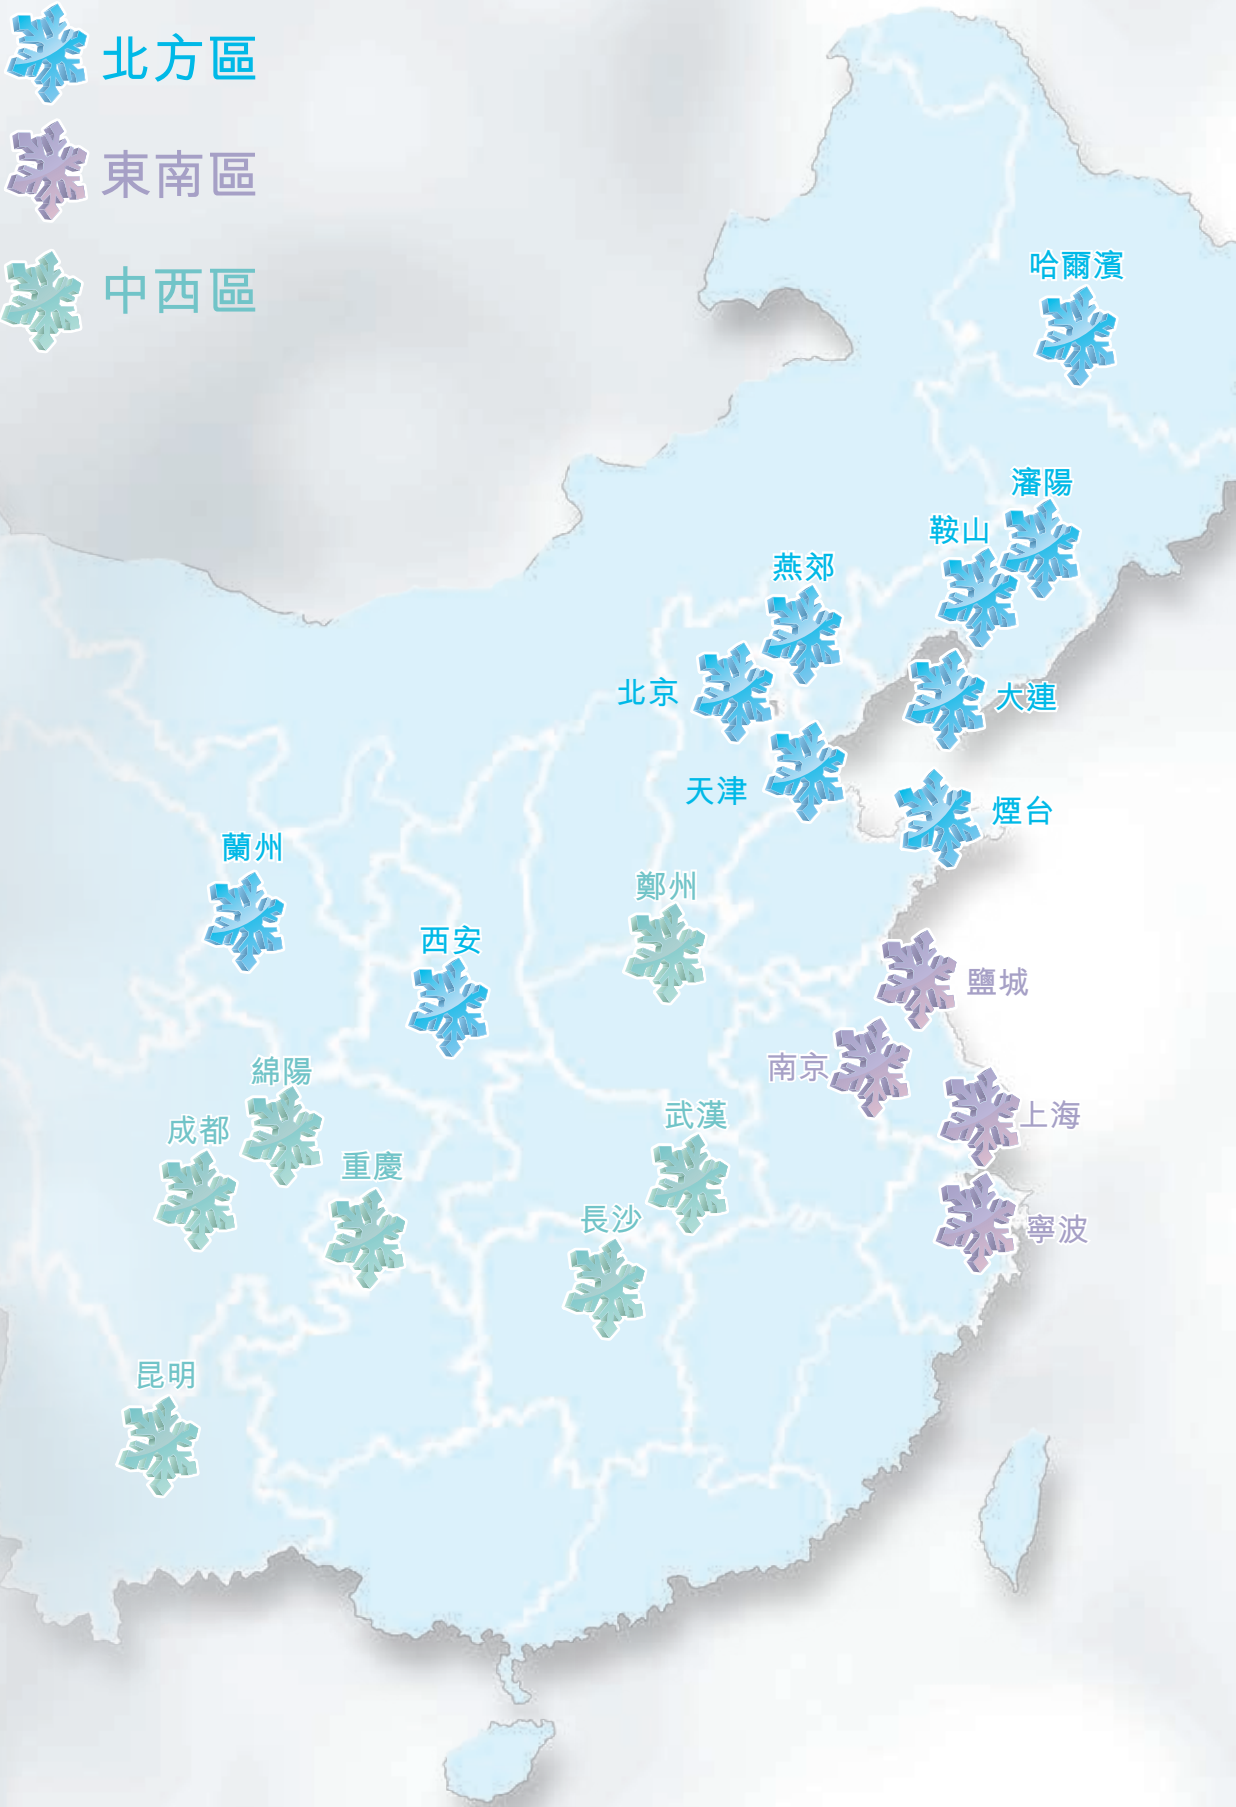 北方區
東南區
中西區
哈爾濱
瀋陽
鞍山
燕郊
北京
大連
天津
煙台
蘭州
鄭州
西安
鹽城
南京
綿陽
上海
武漢
成都
重慶
長沙
寧波
昆明